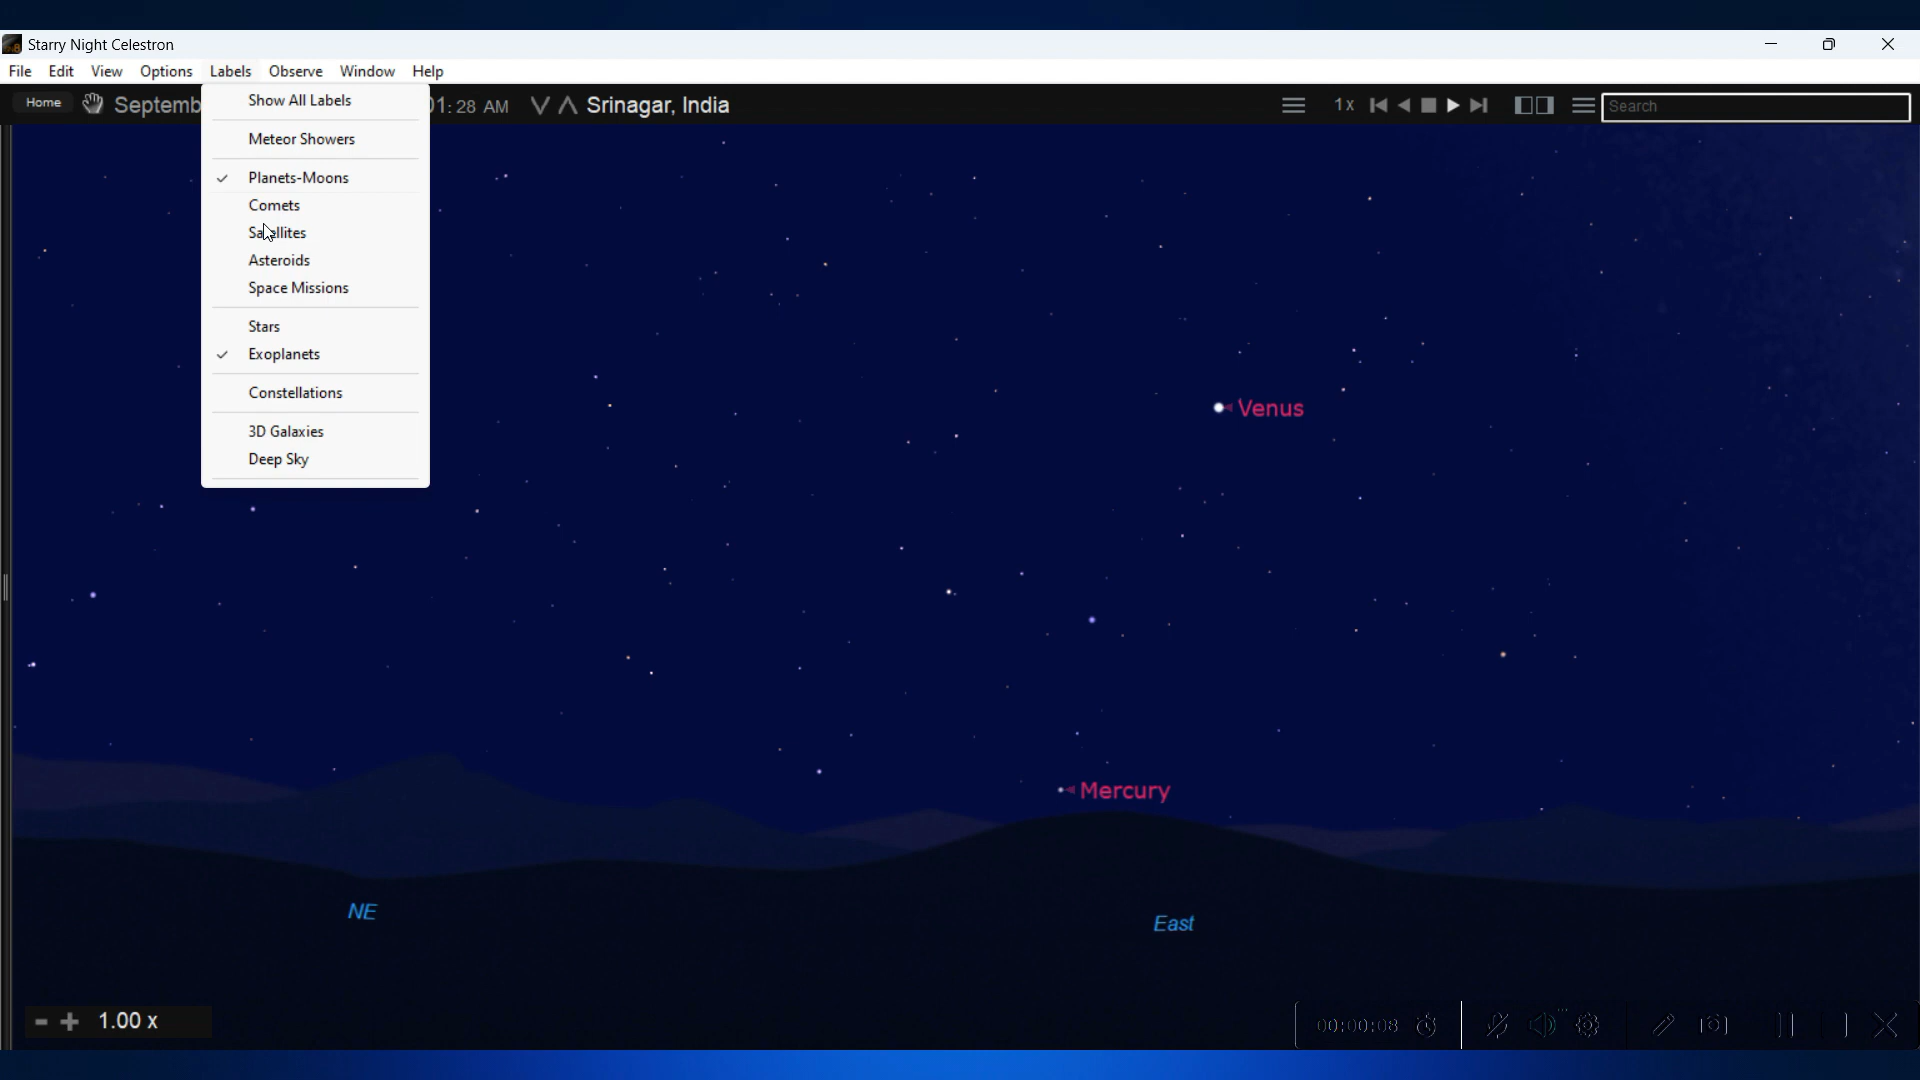 Starry Night Celestron
File Edit View Options Labels Observe Window Help
Home Septemb 01:28 AM Srinagar, India 1x Search
Show All Labels
Meteor Showers
Planets-Moons
Comets
Satellites
Asteroids
Space Missions
Stars
Exoplanets
Constellations
3D Galaxies
Deep Sky
Venus
Mercury
NE
East
1.00 x
00:00:08